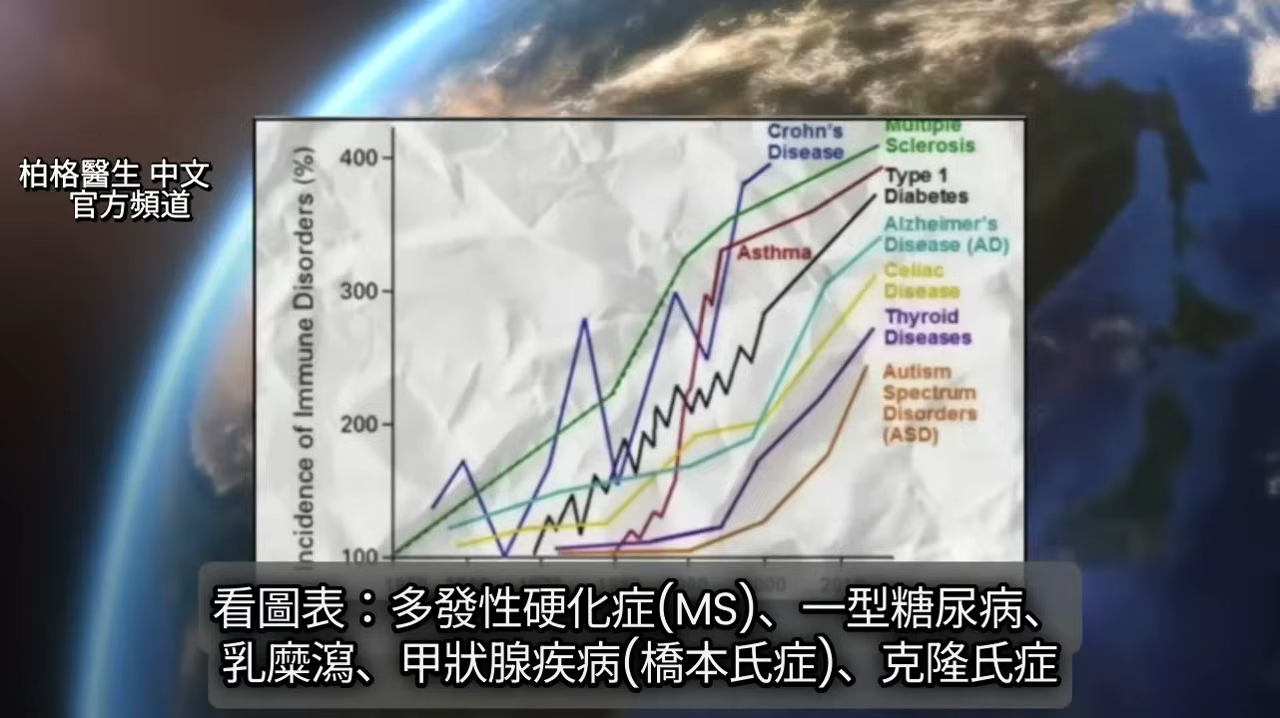 柏格醫生 中文
官方頻道
Incidence of Immune Disorders (%)
400
300
200
100
Crohn's
Disease
Multiple
Sclerosis
Type 1
Diabetes
Asthma
Alzheimer's
Disease (AD)
Celiac
Disease
Thyroid
Diseases
Autism
Spectrum
Disorders
(ASD)
看圖表：多發性硬化症(MS)、一型糖尿病、
乳糜瀉、甲狀腺疾病(橋本氏症)、克隆氏症